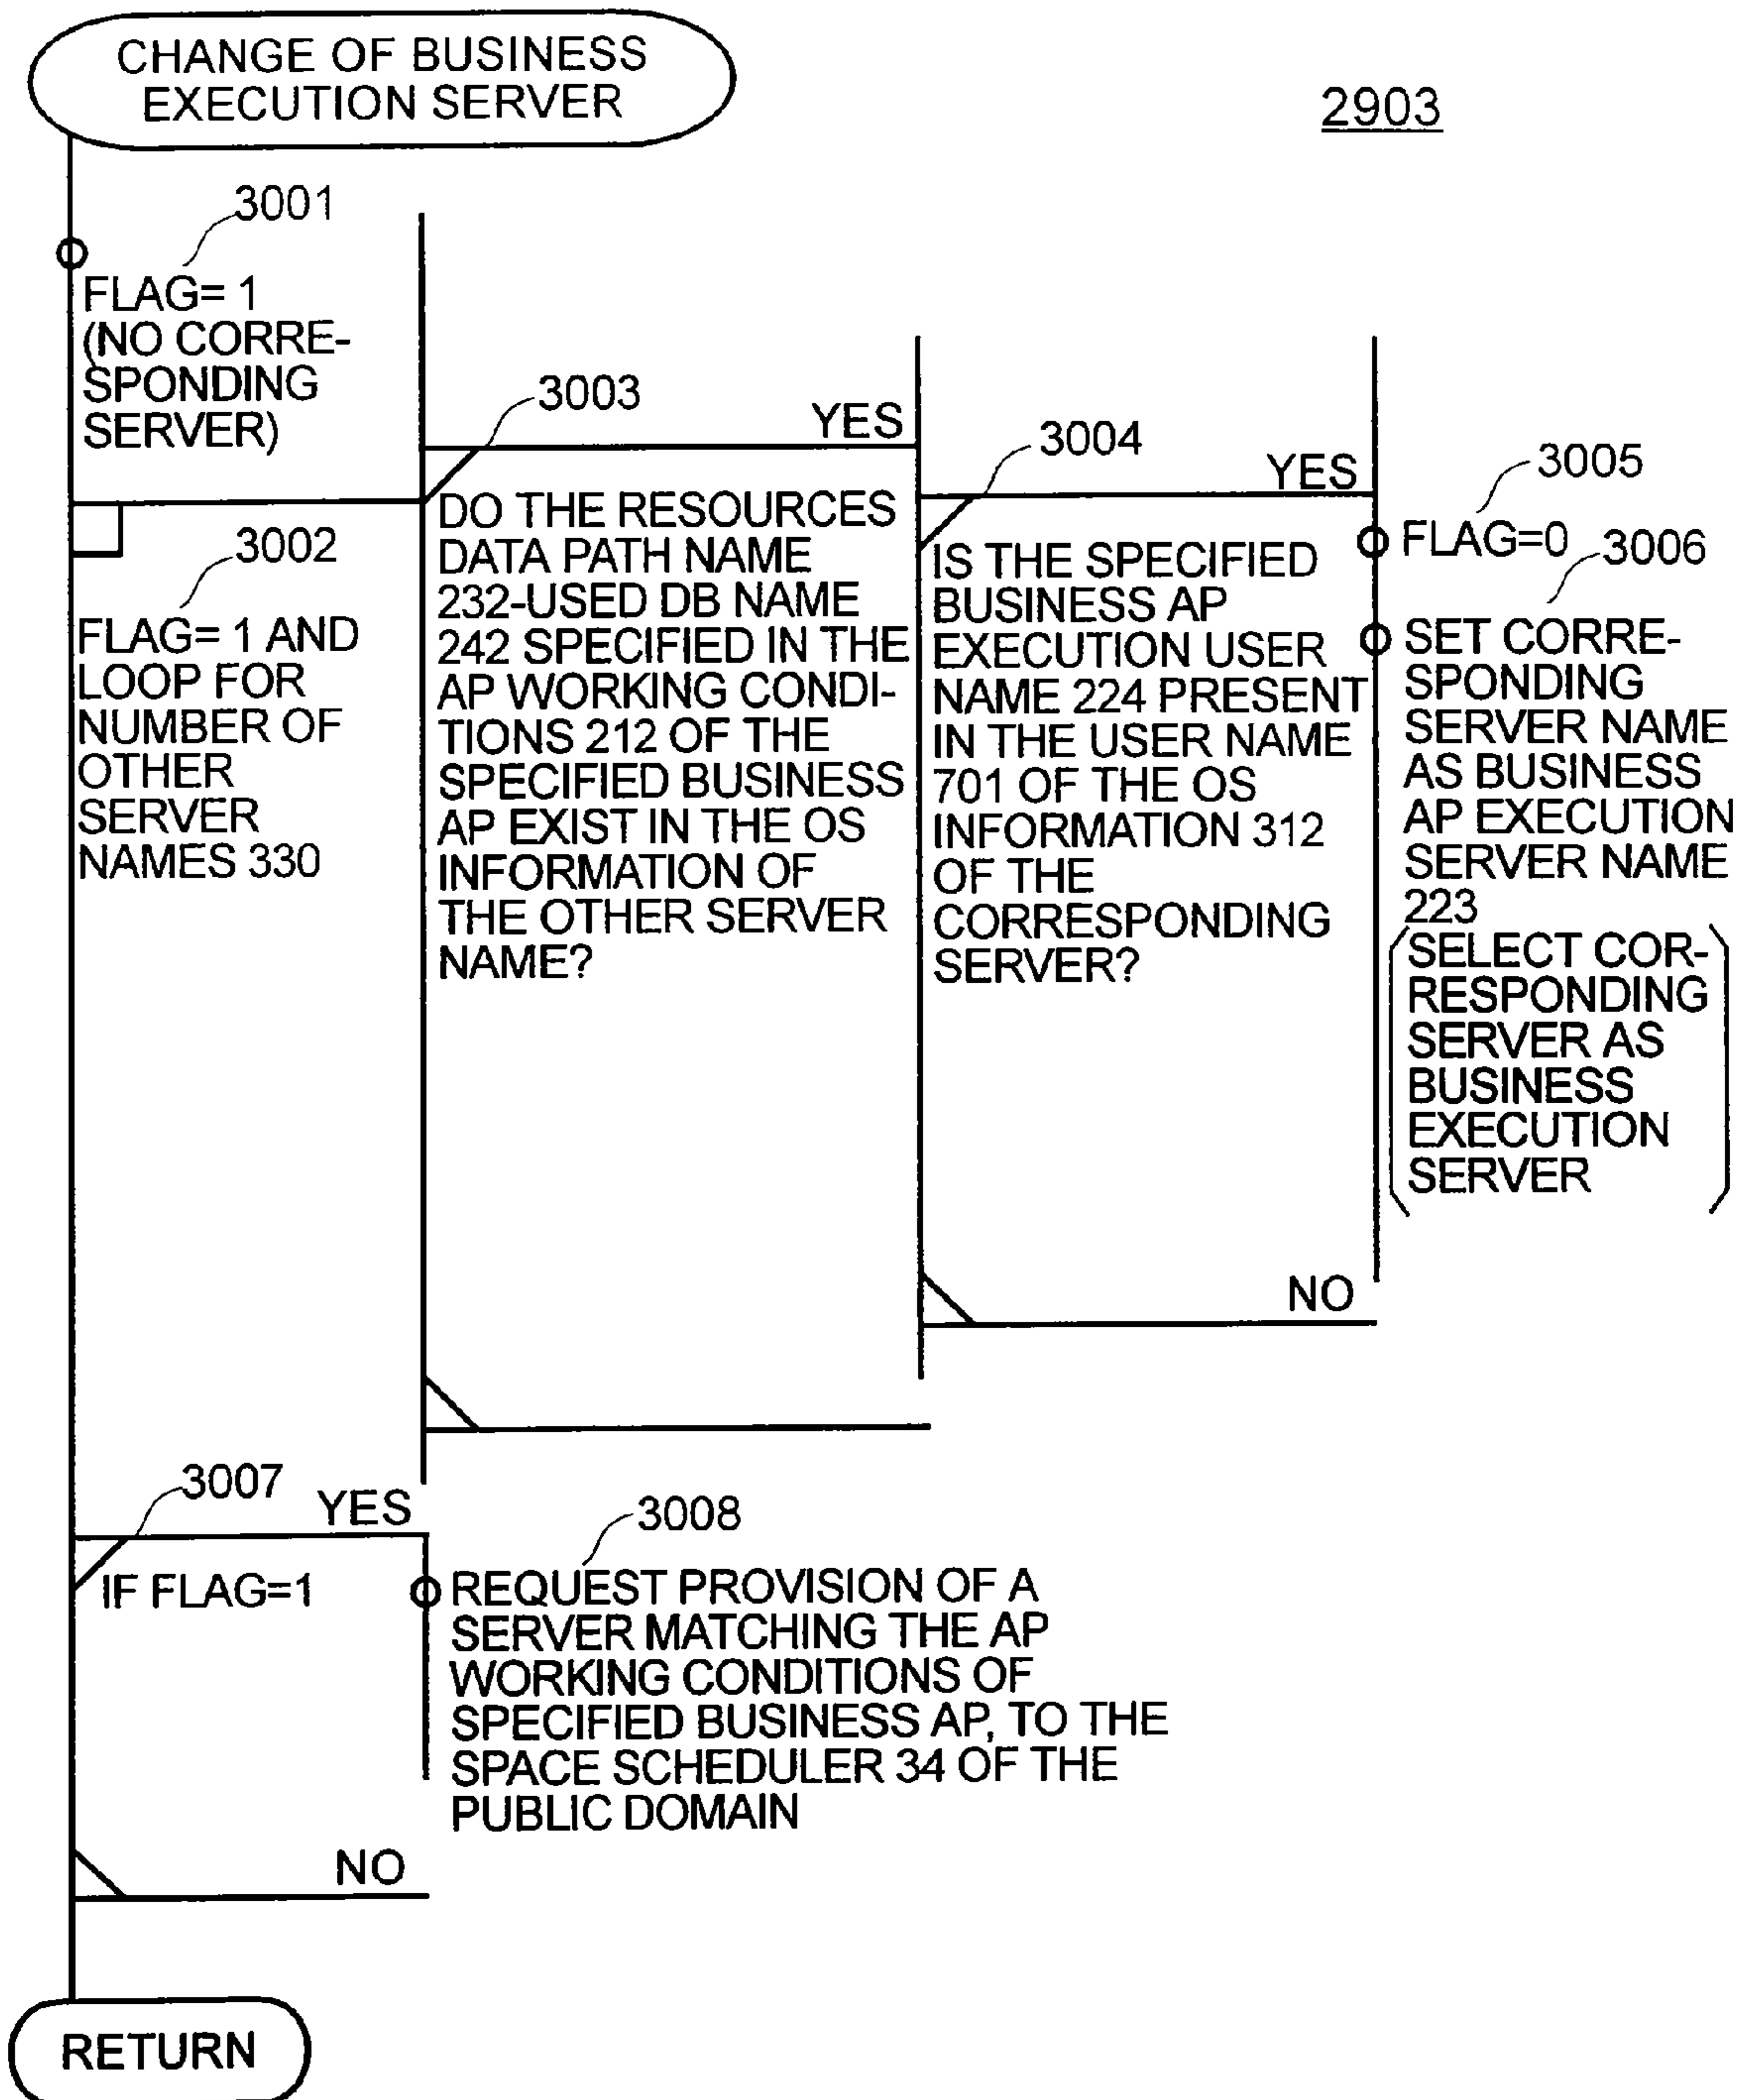 CHANGE OF BUSINESS
EXECUTION SERVER
2903
3001
FLAG= 1
(NO CORRE-
SPONDING
SERVER)
3002
FLAG= 1 AND
LOOP FOR
NUMBER OF
OTHER
SERVER
NAMES 330
3003
YES
DO THE RESOURCES
DATA PATH NAME
232-USED DB NAME
242 SPECIFIED IN THE
AP WORKING CONDI-
TIONS 212 OF THE
SPECIFIED BUSINESS
AP EXIST IN THE OS
INFORMATION OF
THE OTHER SERVER
NAME?
3004
YES
IS THE SPECIFIED
BUSINESS AP
EXECUTION USER
NAME 224 PRESENT
IN THE USER NAME
701 OF THE OS
INFORMATION 312
OF THE
CORRESPONDING
SERVER?
NO
3005
FLAG=0
3006
SET CORRE-
SPONDING
SERVER NAME
AS BUSINESS
AP EXECUTION
SERVER NAME
223
(SELECT COR-
RESPONDING
SERVER AS
BUSINESS
EXECUTION
SERVER)
3007
YES
IF FLAG=1
3008
REQUEST PROVISION OF A
SERVER MATCHING THE AP
WORKING CONDITIONS OF
SPECIFIED BUSINESS AP, TO THE
SPACE SCHEDULER 34 OF THE
PUBLIC DOMAIN
NO
RETURN